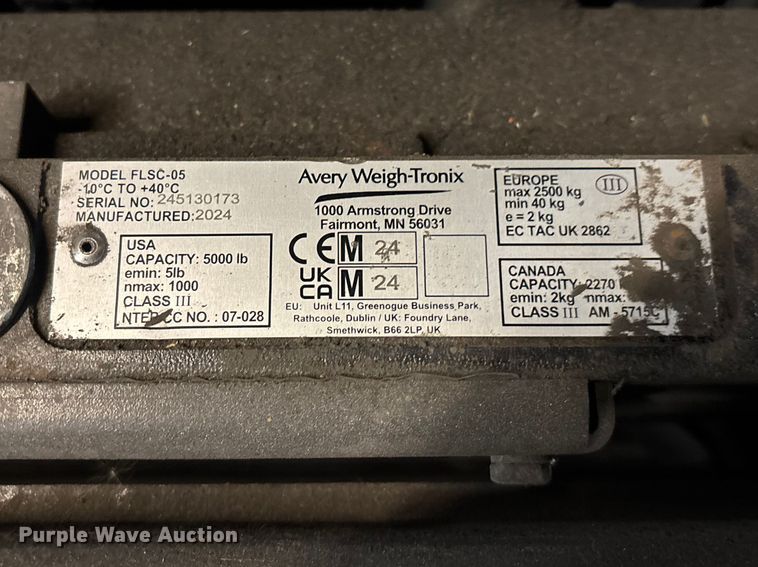 MODEL FLSC-05
-10°C TO +40°C
SERIAL NO: 245130173
MANUFACTURED: 2024
USA
CAPACITY: 5000 lb
emin: 5lb
nmax: 1000
CLASS III
NTEP CC NO. : 07-028
Avery Weigh-Tronix
1000 Armstrong Drive
Fairmont, MN 56031
CE M 24
UK CA M 24
EU: Unit L11, Greenogue Business Park,
Rathcoole, Dublin / UK: Foundry Lane,
Smethwick, B66 2LP, UK
EUROPE III
max 2500 kg
min 40 kg
e = 2 kg
EC TAC UK 2862
CANADA
CAPACITY: 2270
emin: 2kg nmax:
CLASS III AM - 5715C
Purple Wave Auction